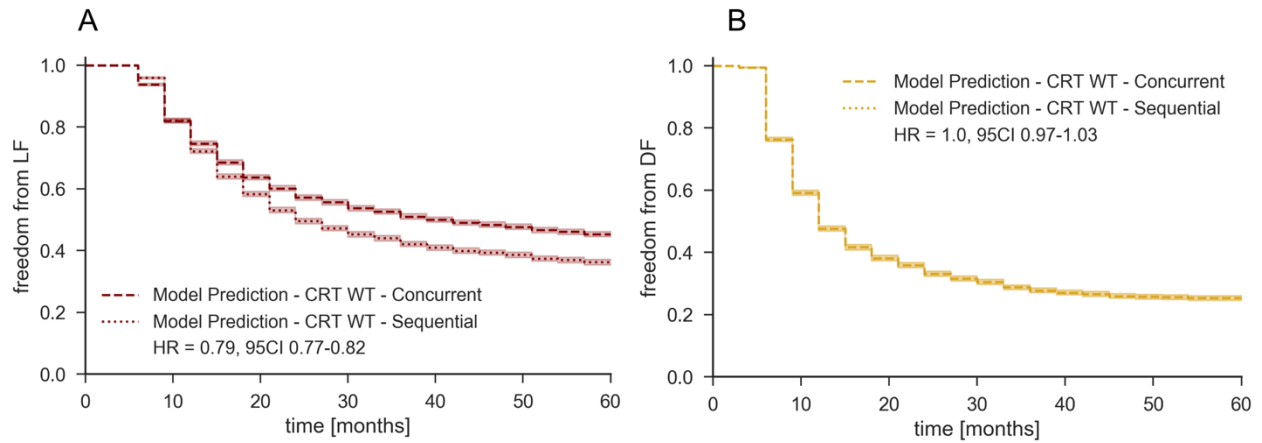 A
freedom from LF
1.0
0.8
0.6
0.4
0.2
0.0
Model Prediction - CRT WT - Concurrent
Model Prediction - CRT WT - Sequential
HR = 0.79, 95CI 0.77-0.82
0 10 20 30 40 50 60
time [months]
B
freedom from DF
1.0
0.8
0.6
0.4
0.2
0.0
Model Prediction - CRT WT - Concurrent
Model Prediction - CRT WT - Sequential
HR = 1.0, 95CI 0.97-1.03
0 10 20 30 40 50 60
time [months]